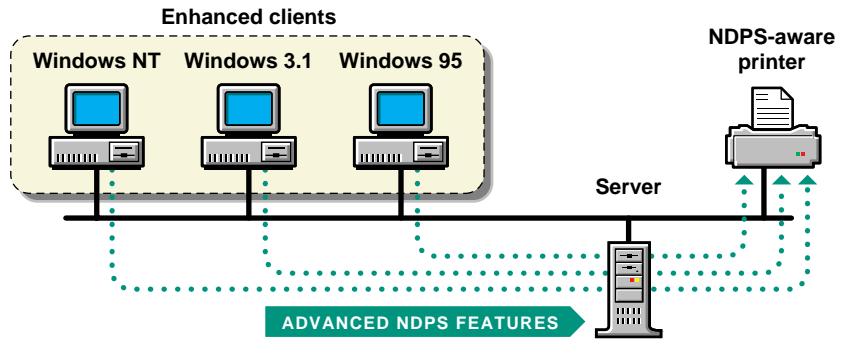 Enhanced clients
Windows NT
Windows 3.1
Windows 95
NDPS-aware
printer
Server
ADVANCED NDPS FEATURES